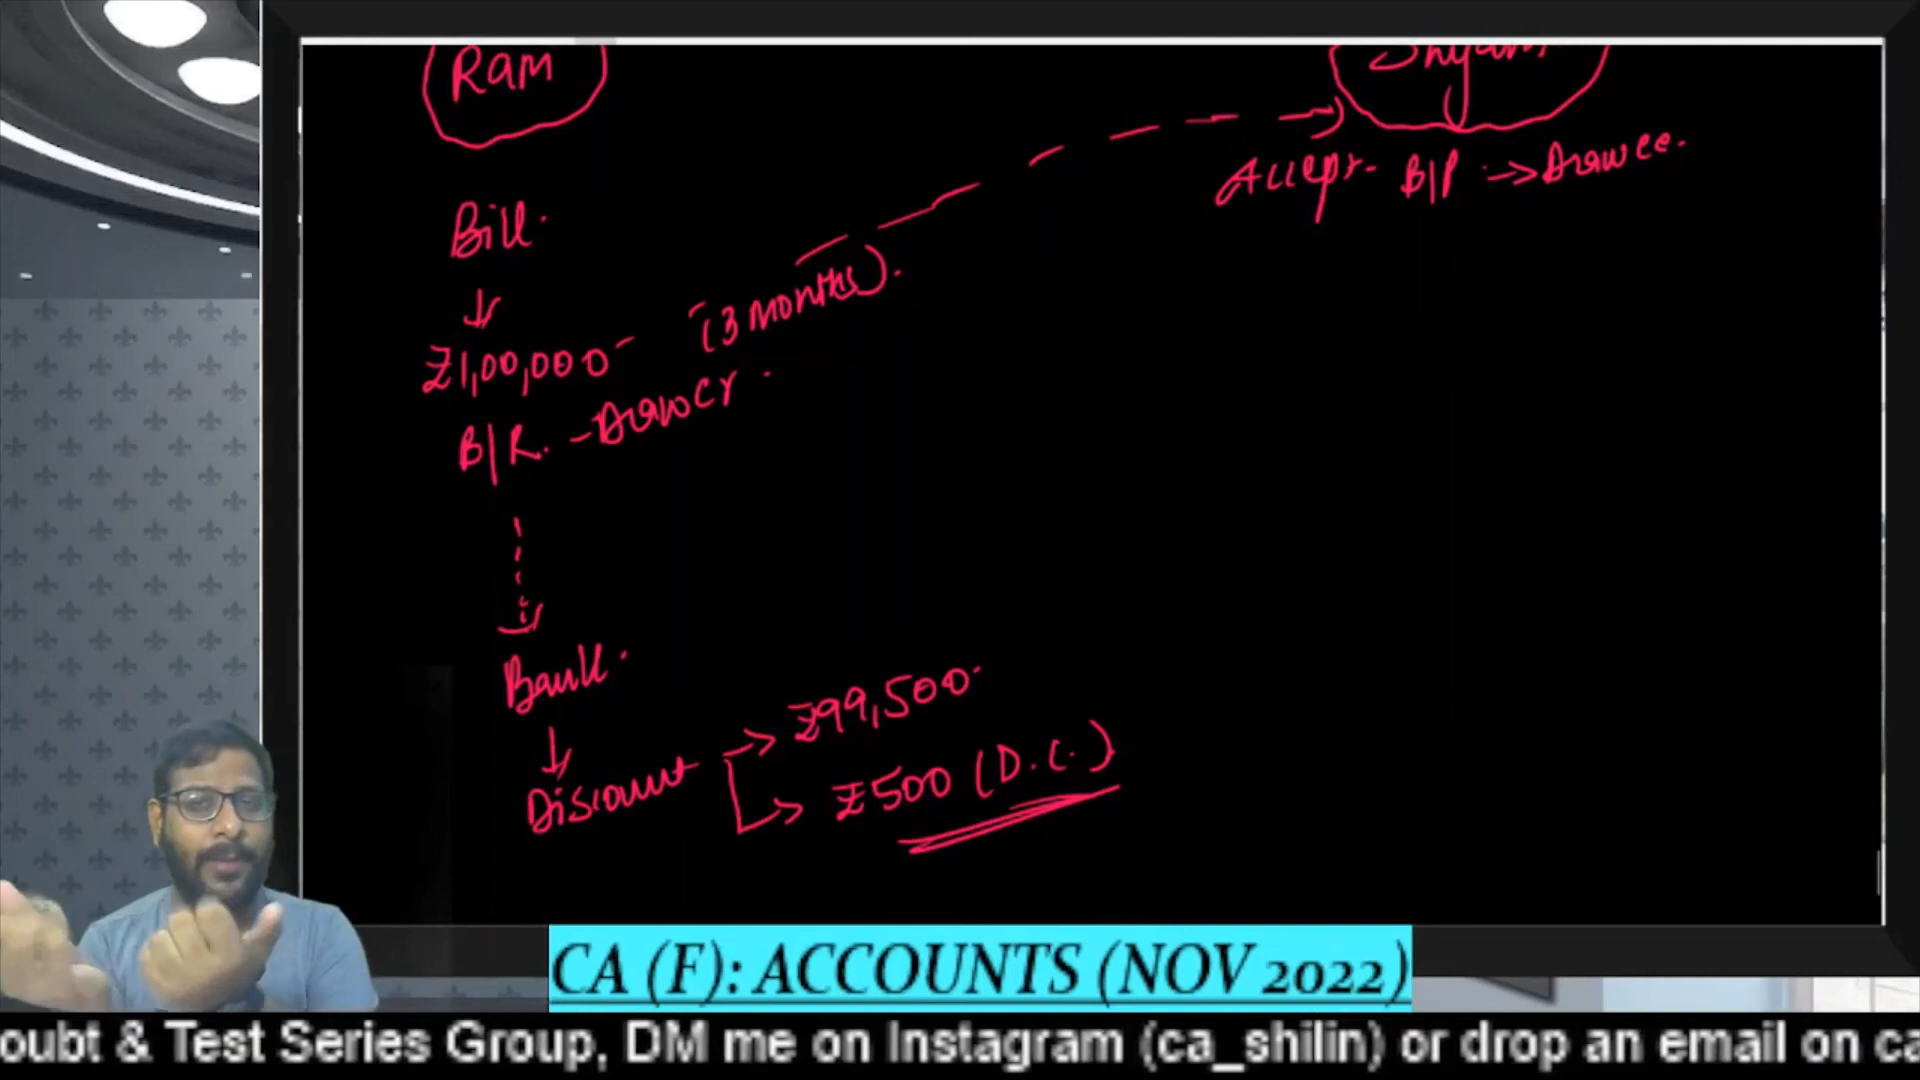 Ram
Shyam
Accept- B/P → Drawee.
Bill.
↓
₹1,00,000- (3 months).
B/R. - Drawer.
Bank.
↓
Discount → ₹99,500-
→ ₹500 (D.C.)
CA (F): ACCOUNTS (NOV 2022)
oubt & Test Series Group, DM me on Instagram (ca_shilin) or drop an email on ca